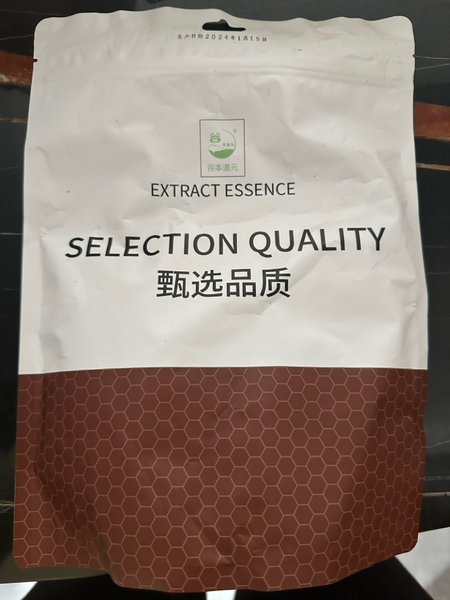 生产日期2024年1月15日
谷
谷本道元
EXTRACT ESSENCE
SELECTION QUALITY
甄选品质